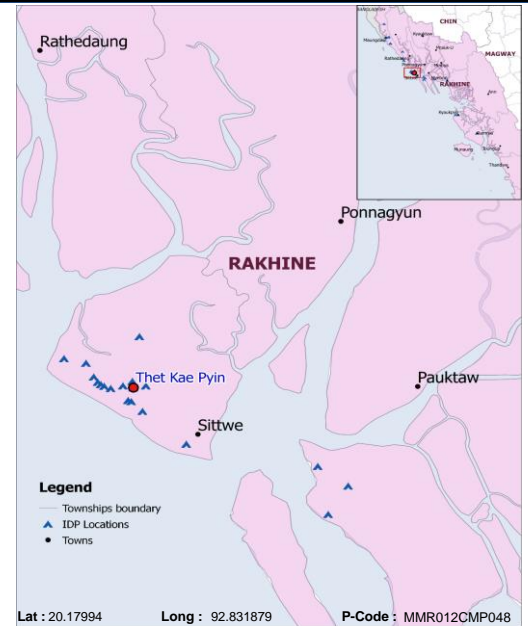 Rathedaung
Ponnagyun
RAKHINE
Thet Kae Pyin
Pauktaw
Sittwe
CHIN
MAGWAY
RAKHINE
Legend
Townships boundary
IDP Locations
Towns
Lat : 20.17994 Long : 92.831879 P-Code : MMR012CMP048